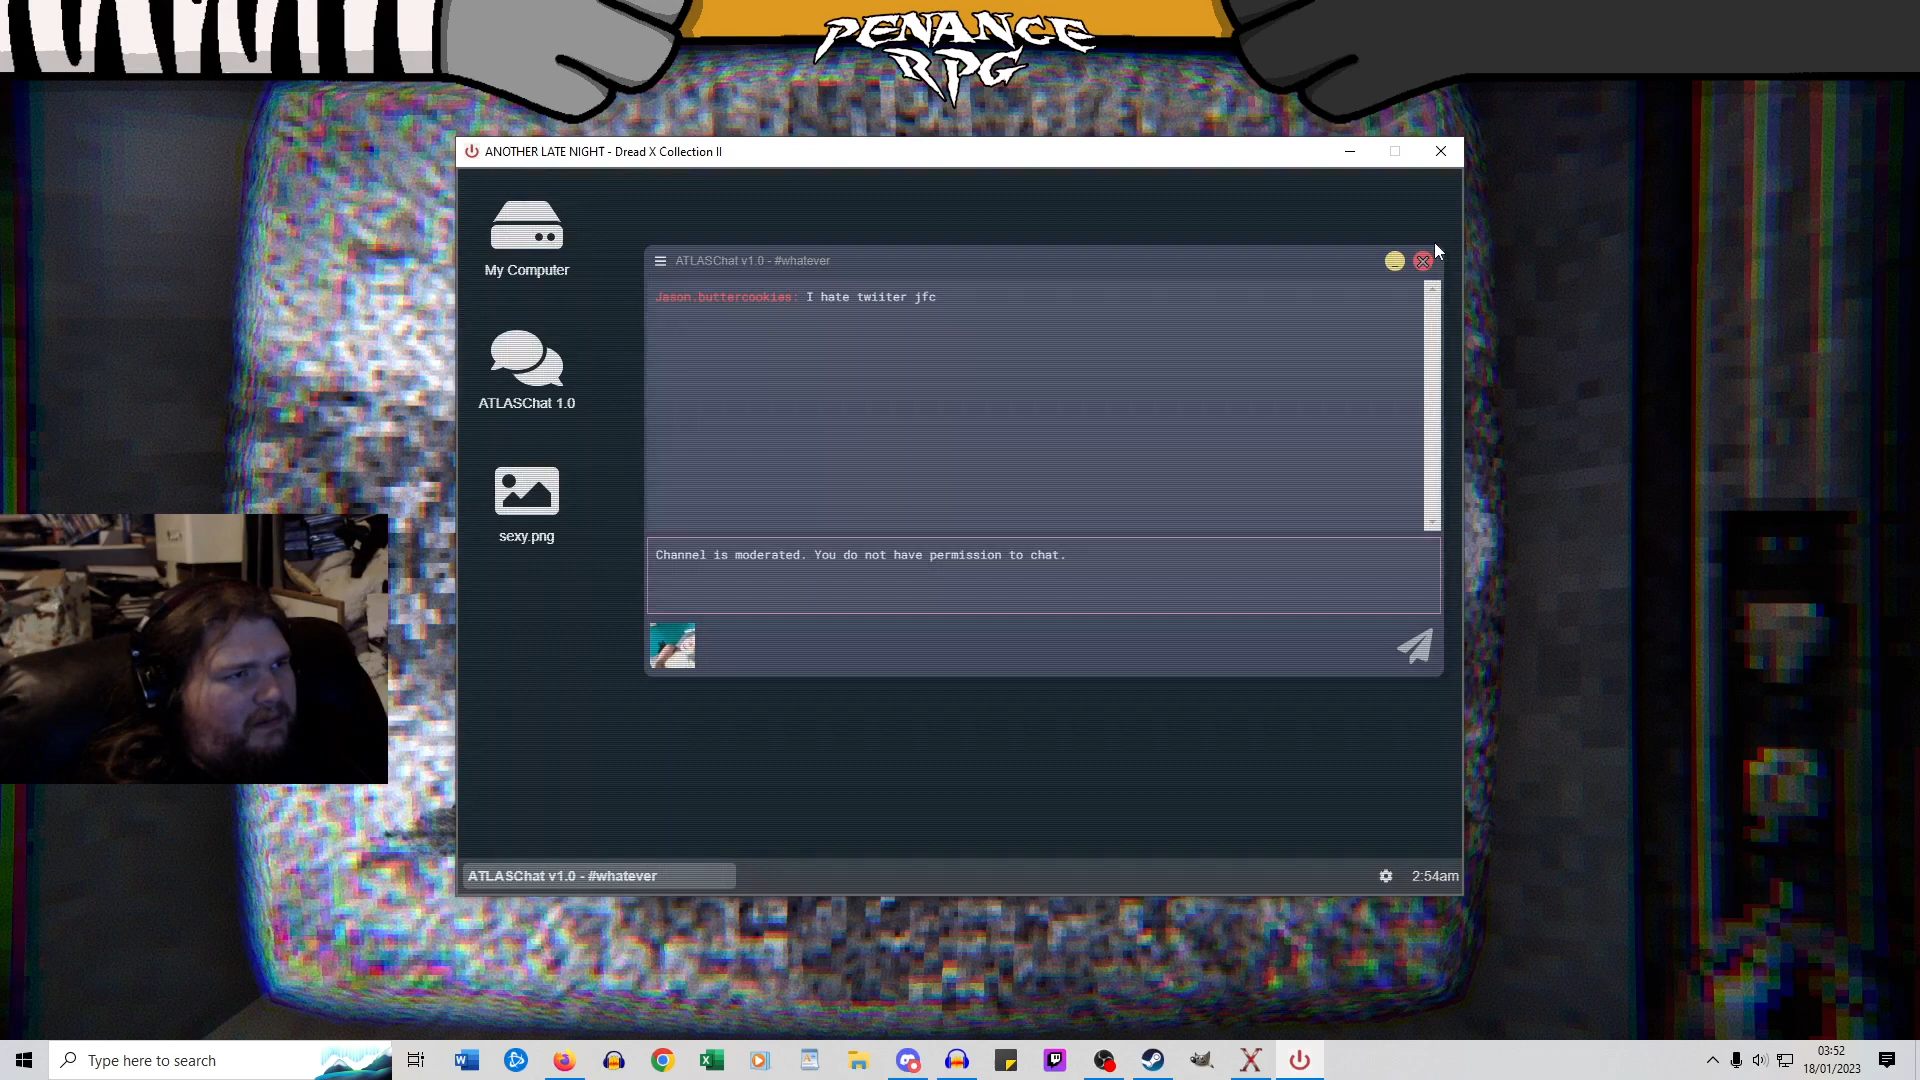 PENANCE
RPG
ANOTHER LATE NIGHT - Dread X Collection II
My Computer
ATLASChat v1.0 - #whatever
Jason.buttercookies: I hate twiiter jfc
ATLASChat 1.0
sexy.png
Channel is moderated. You do not have permission to chat.
ATLASChat v1.0 - #whatever
2:54am
Type here to search
03:52
18/01/2023